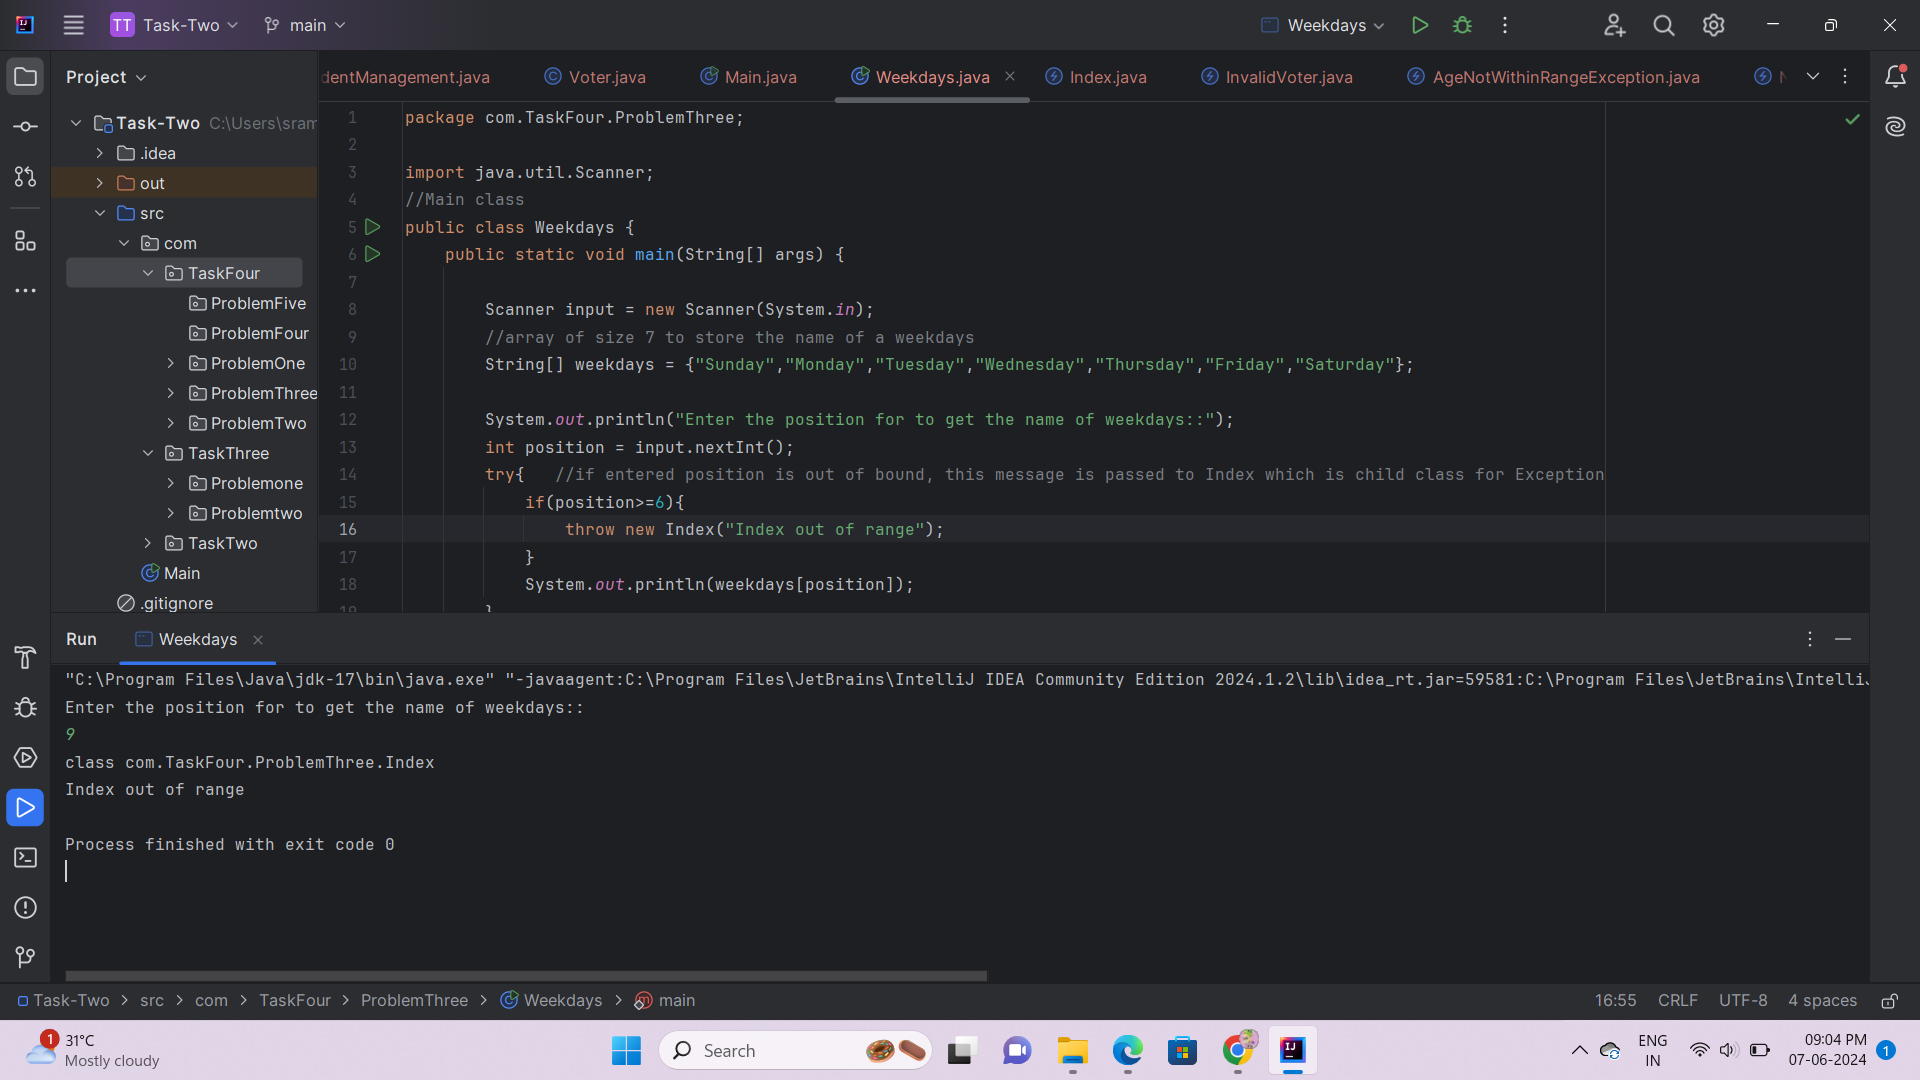 TT Task-Two main Weekdays
Project
dentManagement.java Voter.java Main.java Weekdays.java Index.java InvalidVoter.java AgeNotWithinRangeException.java
Task-Two C:\Users\sram
.idea
out
src
com
TaskFour
ProblemFive
ProblemFour
ProblemOne
ProblemThree
ProblemTwo
TaskThree
Problemone
Problemtwo
TaskTwo
Main
.gitignore
1 package com.TaskFour.ProblemThree;
2
3 import java.util.Scanner;
4 //Main class
5 public class Weekdays {
6 public static void main(String[] args) {
7
8 Scanner input = new Scanner(System.in);
9 //array of size 7 to store the name of a weekdays
10 String[] weekdays = {"Sunday","Monday","Tuesday","Wednesday","Thursday","Friday","Saturday"};
11
12 System.out.println("Enter the position for to get the name of weekdays::");
13 int position = input.nextInt();
14 try{ //if entered position is out of bound, this message is passed to Index which is child class for Exception
15 if(position>=6){
16 throw new Index("Index out of range");
17 }
18 System.out.println(weekdays[position]);
19 }
Run Weekdays
"C:\Program Files\Java\jdk-17\bin\java.exe" "-javaagent:C:\Program Files\JetBrains\IntelliJ IDEA Community Edition 2024.1.2\lib\idea_rt.jar=59581:C:\Program Files\JetBrains\IntelliJ
Enter the position for to get the name of weekdays::
9
class com.TaskFour.ProblemThree.Index
Index out of range
Process finished with exit code 0
Task-Two > src > com > TaskFour > ProblemThree > Weekdays > main
16:55 CRLF UTF-8 4 spaces
1 31°C
Mostly cloudy
Search
ENG
IN
09:04 PM
07-06-2024
1